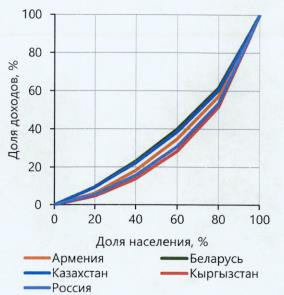 Доля доходов, %
100
80
60
40
20
0
0 20 40 60 80 100
Доля населения, %
Армения Беларусь
Казахстан Кыргызстан
Россия